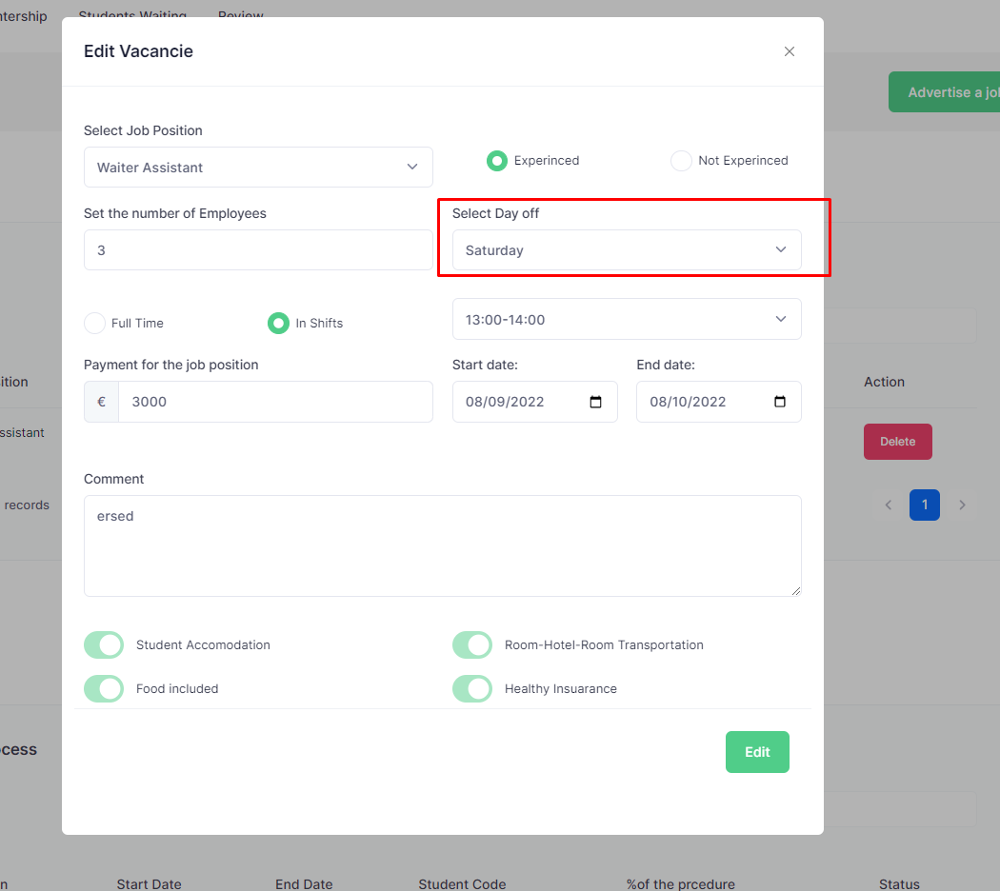 ntership Students Waiting Review
Edit Vacancie
Advertise a jo
Select Job Position
Waiter Assistant
Experinced
Not Experinced
Set the number of Employees
Select Day off
3
Saturday
Full Time
In Shifts
13:00-14:00
Payment for the job position
Start date:
End date:
ition
Action
€
3000
08/09/2022
08/10/2022
ssistant
Delete
Comment
records
1
ersed
Student Accomodation
Room-Hotel-Room Transportation
Food included
Healthy Insuarance
ocess
Edit
n
Start Date
End Date
Student Code
%of the prcedure
Status